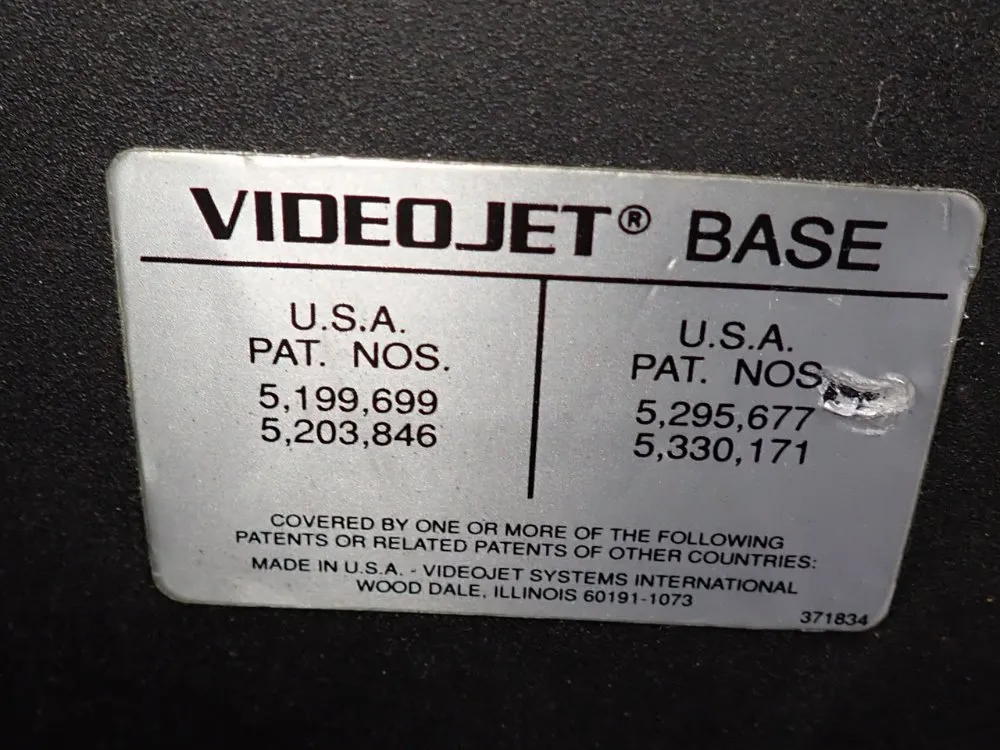 VIDEOJET® BASE
U.S.A.
PAT. NOS.
5,199,699
5,203,846
U.S.A.
PAT. NOS
5,295,677
5,330,171
COVERED BY ONE OR MORE OF THE FOLLOWING
PATENTS OR RELATED PATENTS OF OTHER COUNTRIES:
MADE IN U.S.A. - VIDEOJET SYSTEMS INTERNATIONAL
WOOD DALE, ILLINOIS 60191-1073
371834